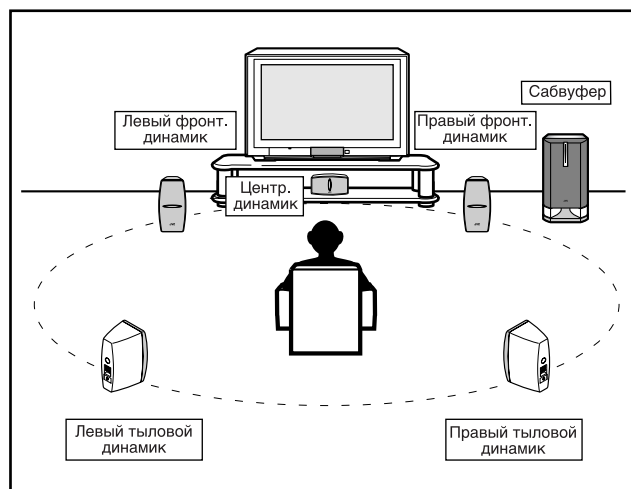 Сабвуфер
Левый фронт.
динамик
Правый фронт.
динамик
Центр.
динамик
Левый тыловой
динамик
Правый тыловой
динамик